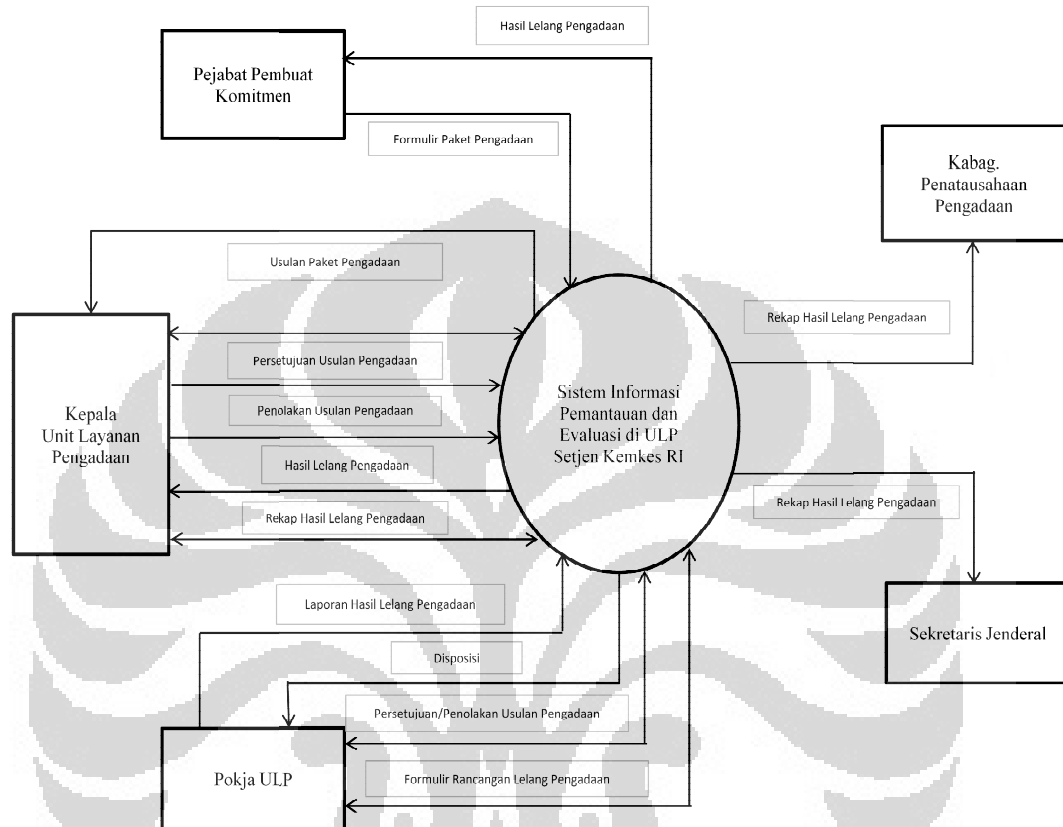 Hasil Lelang Pengadaan
Pejabat Pembuat
Komitmen
Formulir Paket Pengadaan
Kabag.
Penatausahaan
Pengadaan
Usulan Paket Pengadaan
Rekap Hasil Lelang Pengadaan
Persetujuan Usulan Pengadaan
Penolakan Usulan Pengadaan
Kepala
Unit Layanan
Pengadaan
Sistem Informasi
Pemantauan dan
Evaluasi di ULP
Setjen Kemkes RI
Hasil Lelang Pengadaan
Rekap Hasil Lelang Pengadaan
Rekap Hasil Lelang Pengadaan
Laporan Hasil Lelang Pengadaan
Sekretaris Jenderal
Disposisi
Persetujuan/Penolakan Usulan Pengadaan
Pokja ULP
Formulir Rancangan Lelang Pengadaan